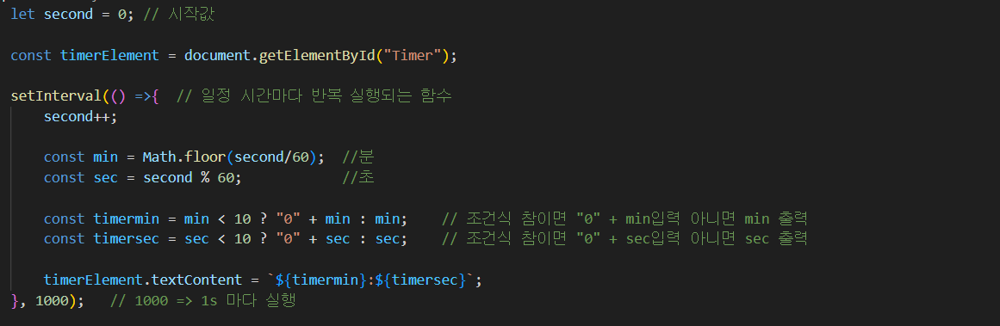 let second = 0; // 시작값
const timerElement = document.getElementById("Timer");
setInterval(() =>{  // 일정 시간마다 반복 실행되는 함수
    second++;
    const min = Math.floor(second/60);  //분
    const sec = second % 60;            //초
    const timermin = min < 10 ? "0" + min : min;    // 조건식 참이면 "0" + min입력 아니면 min 출력
    const timersec = sec < 10 ? "0" + sec : sec;    // 조건식 참이면 "0" + sec입력 아니면 sec 출력
    timerElement.textContent = `${timermin}:${timersec}`;
}, 1000);   // 1000 => 1s 마다 실행